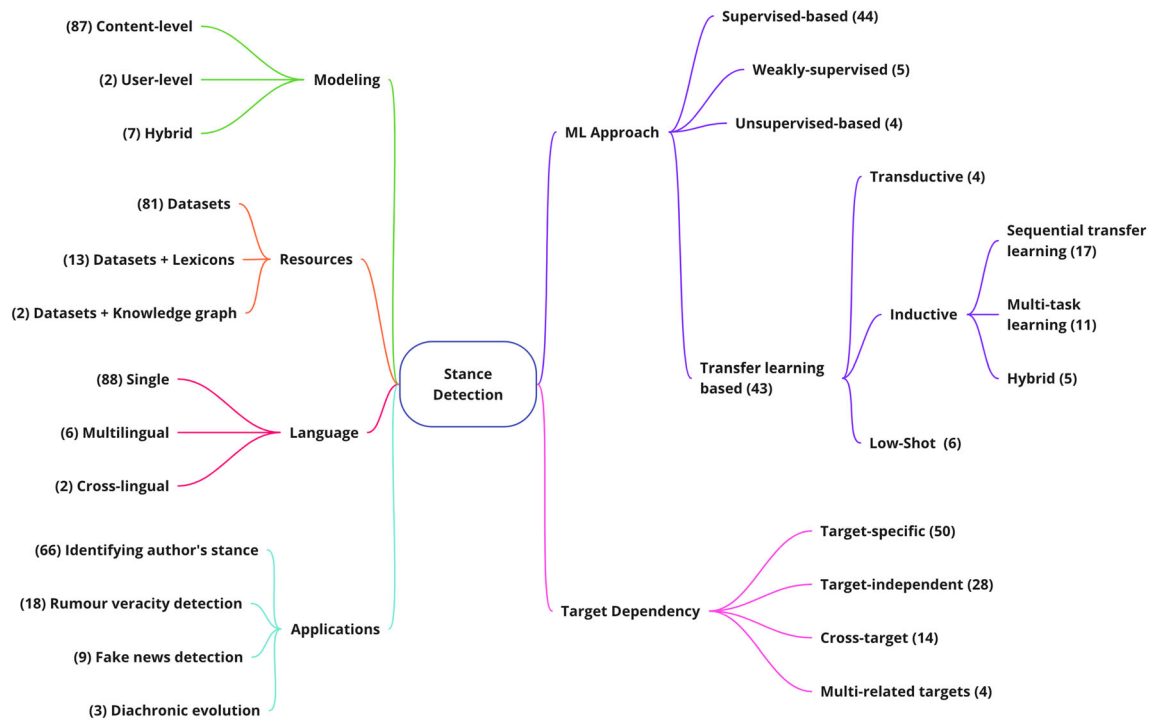 (87) Content-level
(2) User-level
(7) Hybrid
Modeling
(81) Datasets
(13) Datasets + Lexicons
(2) Datasets + Knowledge graph
Resources
(88) Single
(6) Multilingual
(2) Cross-lingual
Language
(66) Identifying author's stance
(18) Rumour veracity detection
(9) Fake news detection
(3) Diachronic evolution
Applications
Stance
Detection
ML Approach
Supervised-based (44)
Weakly-supervised (5)
Unsupervised-based (4)
Transfer learning
based (43)
Transductive (4)
Inductive
Sequential transfer
learning (17)
Multi-task
learning (11)
Hybrid (5)
Low-Shot (6)
Target Dependency
Target-specific (50)
Target-independent (28)
Cross-target (14)
Multi-related targets (4)